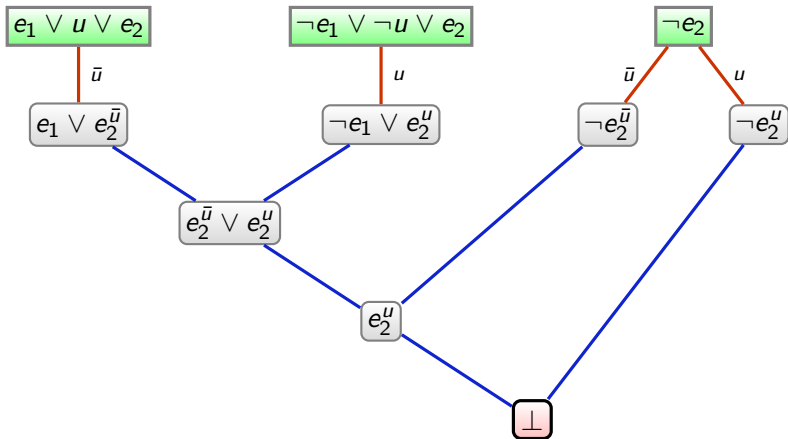 e₁ ∨ u ∨ e₂
¬e₁ ∨ ¬u ∨ e₂
¬e₂
ū
u
ū
u
e₁ ∨ e₂^ū
¬e₁ ∨ e₂^u
¬e₂^ū
¬e₂^u
e₂^ū ∨ e₂^u
e₂^u
⊥